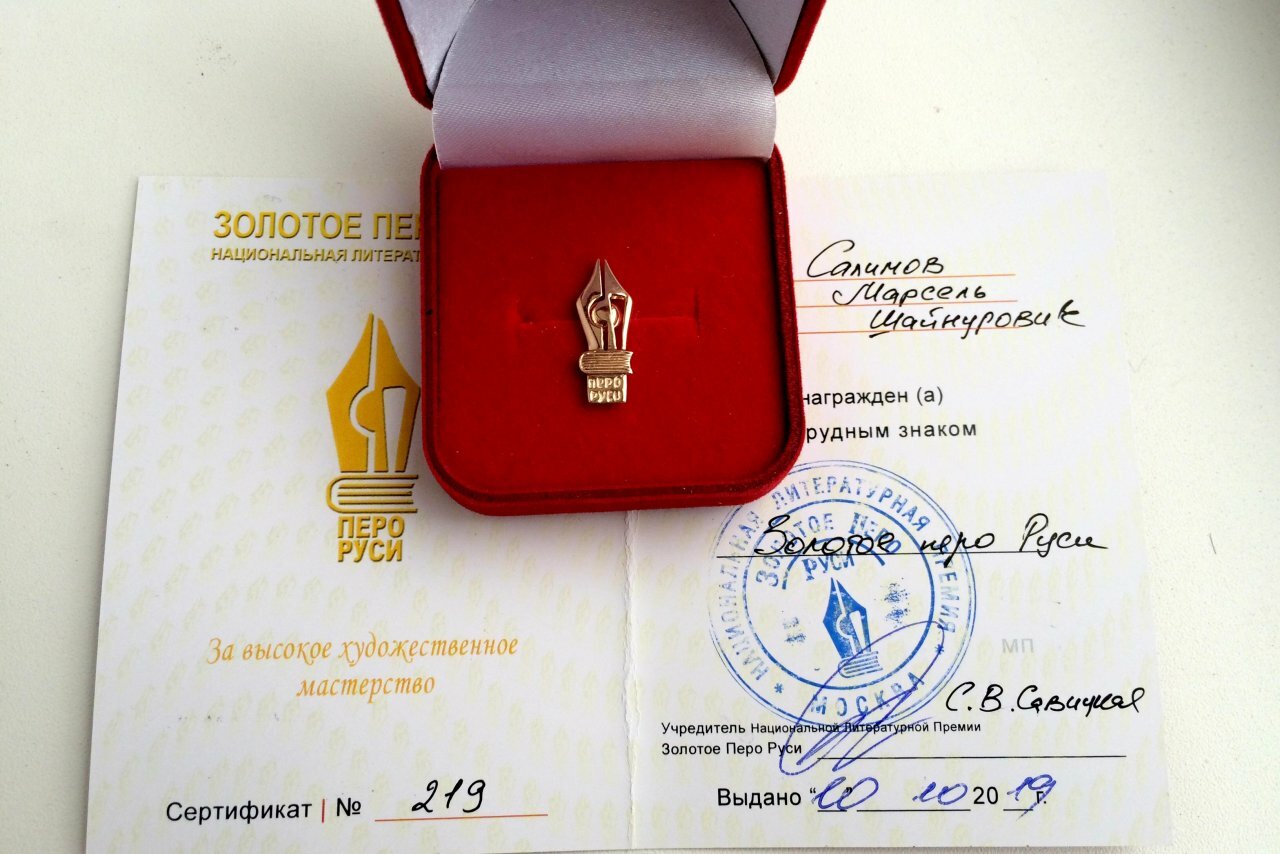 ЗОЛОТОЕ ПЕ
НАЦИОНАЛЬНАЯ ЛИТЕРАТ
ПЕРО
РУСИ
За высокое художественное
мастерство
Сертификат | № 219
ПЕРО
РУСИ
Салимов
Марсель
Шайнурович
награжден (а)
рудным знаком
Золотое перо Руси
НАЦИОНАЛЬНАЯ ЛИТЕРАТУРНАЯ ПРЕМИЯ
ЗОЛОТОЕ ПЕРО
РУСИ
* МОСКВА *
МП
С.В. Савицкая
Учредитель Национальной Литературной Премии
Золотое Перо Руси
Выдано “10” 10 2019 г.